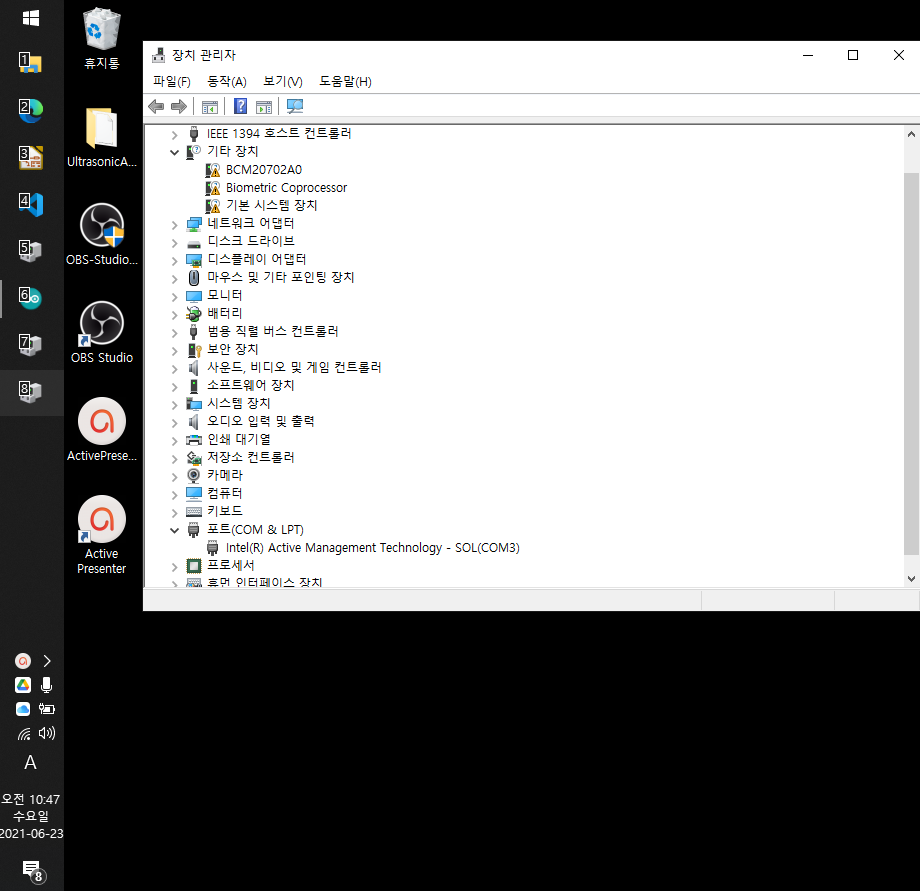 1
2
3
4
5
6
7
8
휴지통
UltrasonicA...
OBS-Studio...
OBS Studio
ActivePrese...
Active
Presenter
장치 관리자
파일(F) 동작(A) 보기(V) 도움말(H)
IEEE 1394 호스트 컨트롤러
기타 장치
BCM20702A0
Biometric Coprocessor
기본 시스템 장치
네트워크 어댑터
디스크 드라이브
디스플레이 어댑터
마우스 및 기타 포인팅 장치
모니터
배터리
범용 직렬 버스 컨트롤러
보안 장치
사운드, 비디오 및 게임 컨트롤러
소프트웨어 장치
시스템 장치
오디오 입력 및 출력
인쇄 대기열
저장소 컨트롤러
카메라
컴퓨터
키보드
포트(COM & LPT)
Intel(R) Active Management Technology - SOL(COM3)
프로세서
휴먼 인터페이스 장치
A
오전 10:47
수요일
2021-06-23
8